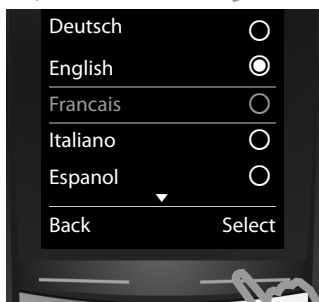 Deutsch
English
Francais
Italiano
Espanol
Back Select